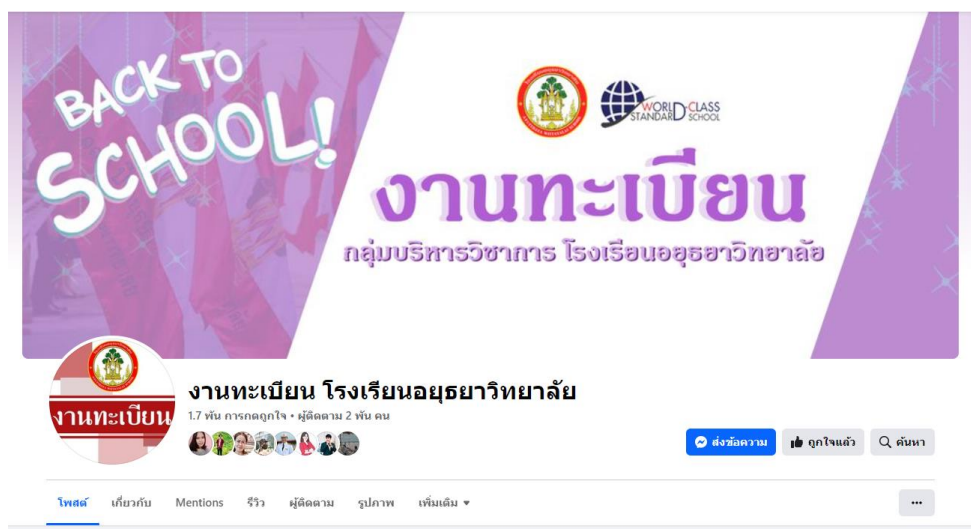 BACK TO
SCHOOL!
WORLD-CLASS
STANDARD SCHOOL
งานทะเบียน
กลุ่มบริหารวิชาการ โรงเรียนอยุธยาวิทยาลัย
งานทะเบียน
งานทะเบียน โรงเรียนอยุธยาวิทยาลัย
1.7 พัน การกดถูกใจ • ผู้ติดตาม 2 พัน คน
ส่งข้อความ
ถูกใจแล้ว
ค้นหา
โพสต์ เกี่ยวกับ Mentions รีวิว ผู้ติดตาม รูปภาพ เพิ่มเติม